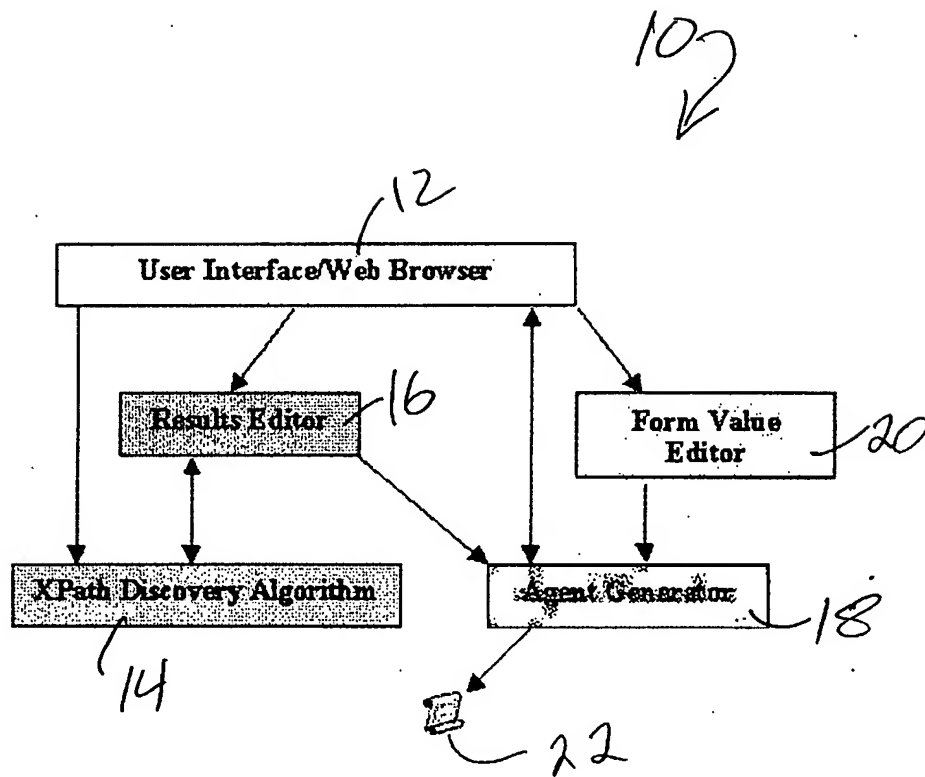 10
12
User Interface/Web Browser
Results Editor
16
Form Value
Editor
20
XPath Discovery Algorithm
Agent Generator
18
14
22